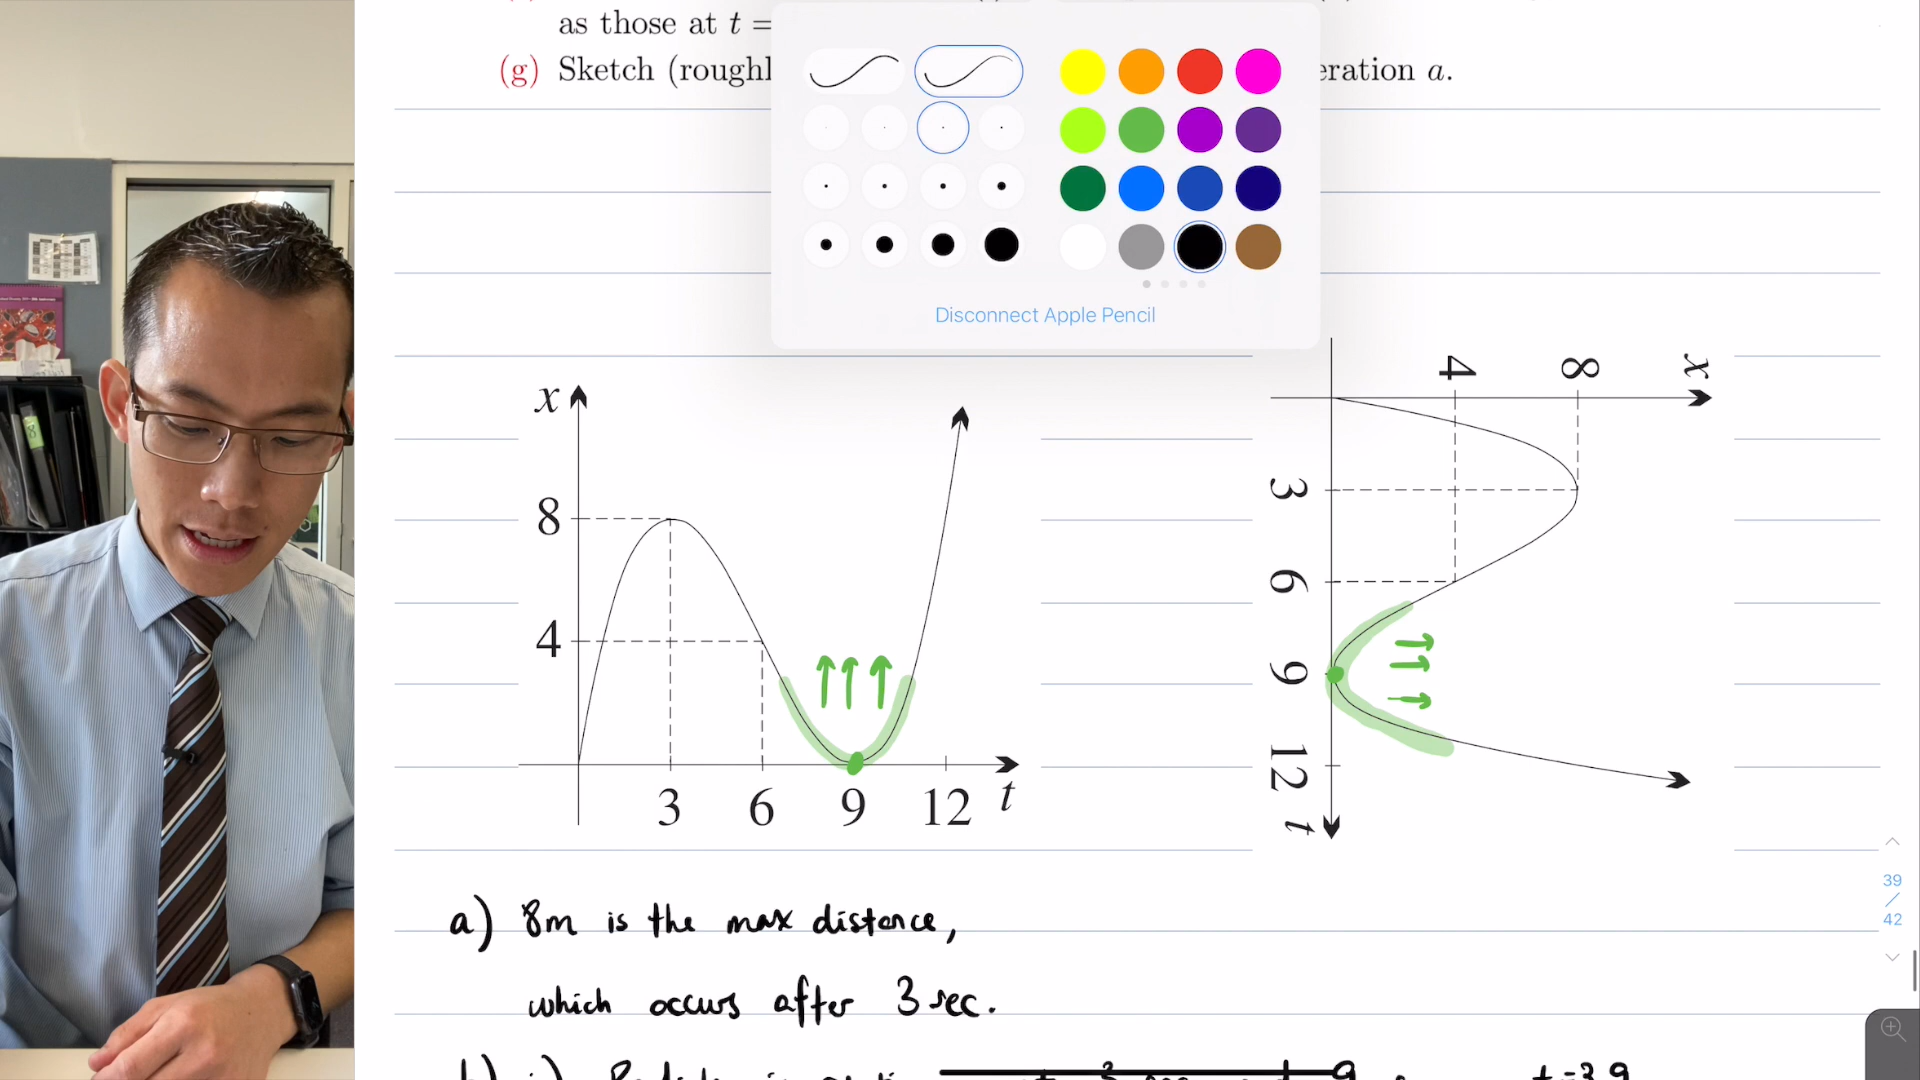 as those at t =
(g) Sketch (roughl
eration a.
Disconnect Apple Pencil
x
8
4
3
6
9
12
t
4
8
x
3
6
9
12
t
39
/
42
a) 8m is the max distance,
which occurs after 3 sec.
b) i)